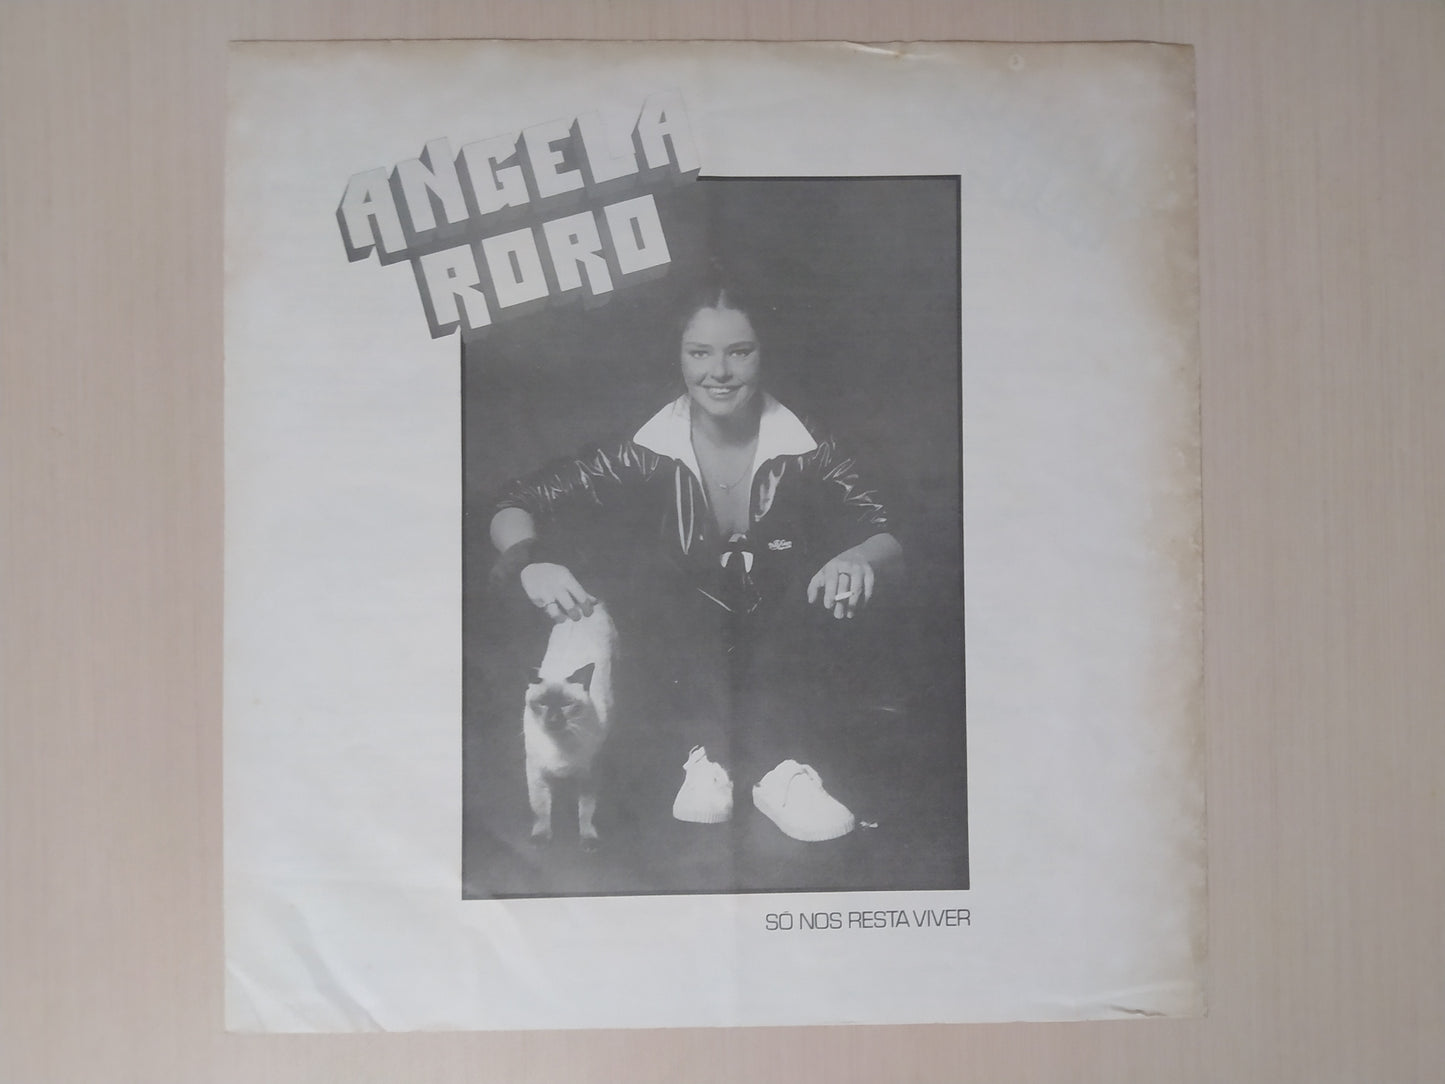 ANGELA
RORO
SÓ NOS RESTA VIVER